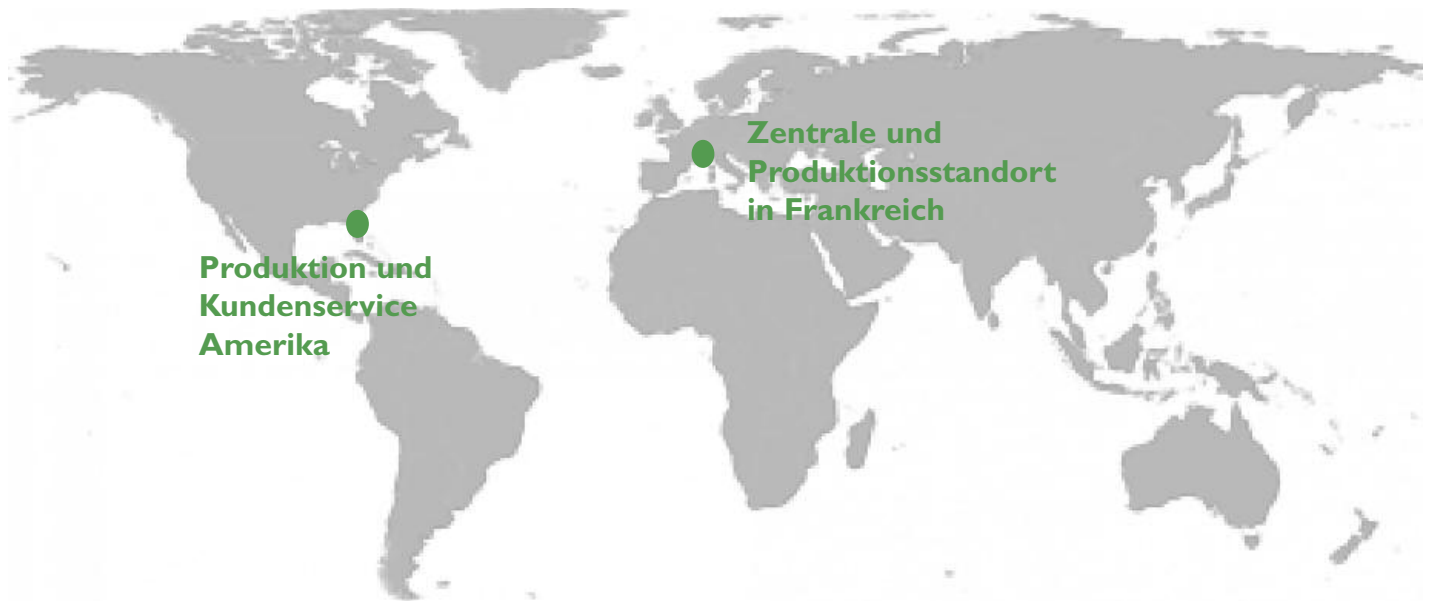 Zentrale und
Produktionsstandort
in Frankreich
Produktion und
Kundenservice
Amerika